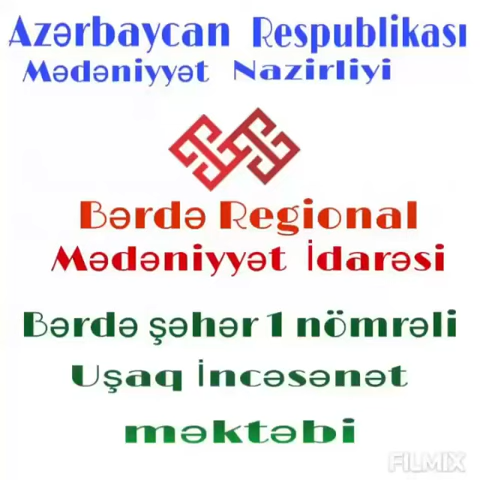 Azərbaycan Respublikası
Mədəniyyət Nazirliyi
Bərdə Regional
Mədəniyyət İdarəsi
Bərdə şəhər 1 nömrəli
Uşaq İncəsənət
məktəbi
FILMIX